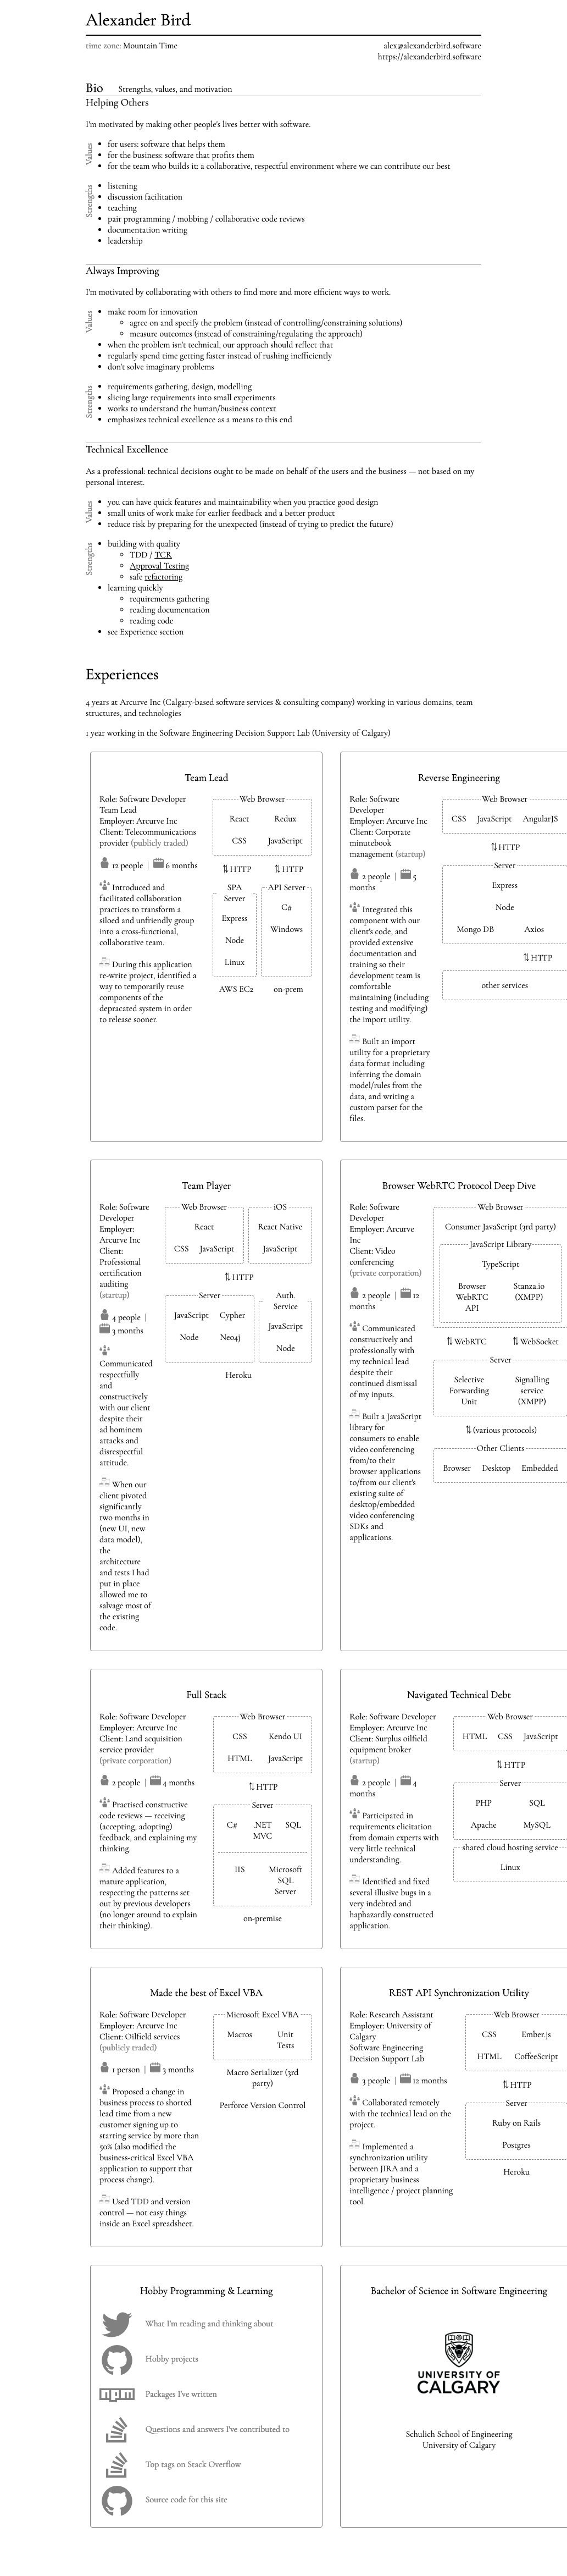 Alexander Bird
time zone: Mountain Time
alex@alexanderbird.software
https://alexanderbird.software
Bio Strengths, values, and motivation
Helping Others
I'm motivated by making other people's lives better with software.
Values
• for users: software that helps them
• for the business: software that profits them
• for the team who builds it: a collaborative, respectful environment where we can contribute our best
Strengths
• listening
• discussion facilitation
• teaching
• pair programming / mobbing / collaborative code reviews
• documentation writing
• leadership
Always Improving
I'm motivated by collaborating with others to find more and more efficient ways to work.
Values
• make room for innovation
◦ agree on and specify the problem (instead of controlling/constraining solutions)
◦ measure outcomes (instead of constraining/regulating the approach)
• when the problem isn't technical, our approach should reflect that
• regularly spend time getting faster instead of rushing inefficiently
• don't solve imaginary problems
Strengths
• requirements gathering, design, modelling
• slicing large requirements into small experiments
• works to understand the human/business context
• emphasizes technical excellence as a means to this end
Technical Excellence
As a professional: technical decisions ought to be made on behalf of the users and the business — not based on my
personal interest.
Values
• you can have quick features and maintainability when you practice good design
• small units of work make for earlier feedback and a better product
• reduce risk by preparing for the unexpected (instead of trying to predict the future)
Strengths
• building with quality
◦ TDD / TCR
◦ Approval Testing
◦ safe refactoring
• learning quickly
◦ requirements gathering
◦ reading documentation
◦ reading code
• see Experience section
Experiences
4 years at Arcurve Inc (Calgary-based software services & consulting company) working in various domains, team
structures, and technologies
1 year working in the Software Engineering Decision Support Lab (University of Calgary)
Team Lead
Role: Software Developer
Team Lead
Employer: Arcurve Inc
Client: Telecommunications
provider (publicly traded)
12 people | 6 months
Introduced and
facilitated collaboration
practices to transform a
siloed and unfriendly group
into a cross-functional,
collaborative team.
During this application
re-write project, identified a
way to temporarily reuse
components of the
depracated system in order
to release sooner.
Web Browser
React Redux
CSS JavaScript
⇅ HTTP ⇅ HTTP
SPA
Server
Express
Node
Linux
AWS EC2
API Server
C#
Windows
on-prem
Reverse Engineering
Role: Software
Developer
Employer: Arcurve Inc
Client: Corporate
minutebook
management (startup)
2 people | 5
months
Integrated this
component with our
client's code, and
provided extensive
documentation and
training so their
development team is
comfortable
maintaining (including
testing and modifying)
the import utility.
Built an import
utility for a proprietary
data format including
inferring the domain
model/rules from the
data, and writing a
custom parser for the
files.
Web Browser
CSS JavaScript AngularJS
⇅ HTTP
Server
Express
Node
Mongo DB Axios
⇅ HTTP
other services
Team Player
Role: Software
Developer
Employer:
Arcurve Inc
Client:
Professional
certification
auditing
(startup)
4 people |
3 months
Communicated
respectfully
and
constructively
with our client
despite their
ad hominem
attacks and
disrespectful
attitude.
When our
client pivoted
significantly
two months in
(new UI, new
data model),
the
architecture
and tests I had
put in place
allowed me to
salvage most of
the existing
code.
Web Browser
React
CSS JavaScript
iOS
React Native
JavaScript
⇅ HTTP
Server
JavaScript Cypher
Node Neo4j
Auth.
Service
JavaScript
Node
Heroku
Browser WebRTC Protocol Deep Dive
Role: Software
Developer
Employer: Arcurve
Inc
Client: Video
conferencing
(private corporation)
2 people | 12
months
Communicated
constructively and
professionally with
my technical lead
despite their
continued dismissal
of my inputs.
Built a JavaScript
library for
consumers to enable
video conferencing
from/to their
browser applications
to/from our client's
existing suite of
desktop/embedded
video conferencing
SDKs and
applications.
Web Browser
Consumer JavaScript (3rd party)
JavaScript Library
TypeScript
Browser
WebRTC
API
Stanza.io
(XMPP)
⇅ WebRTC ⇅ WebSocket
Server
Selective
Forwarding
Unit
Signalling
service
(XMPP)
⇅ (various protocols)
Other Clients
Browser Desktop Embedded
Full Stack
Role: Software Developer
Employer: Arcurve Inc
Client: Land acquisition
service provider
(private corporation)
2 people | 4 months
Practised constructive
code reviews — receiving
(accepting, adopting)
feedback, and explaining my
thinking.
Added features to a
mature application,
respecting the patterns set
out by previous developers
(no longer around to explain
their thinking).
Web Browser
CSS Kendo UI
HTML JavaScript
⇅ HTTP
Server
C# .NET
MVC SQL
IIS Microsoft
SQL
Server
on-premise
Navigated Technical Debt
Role: Software Developer
Employer: Arcurve Inc
Client: Surplus oilfield
equipment broker
(startup)
2 people | 4
months
Participated in
requirements elicitation
from domain experts with
very little technical
understanding.
Identified and fixed
several illusive bugs in a
very indebted and
haphazardly constructed
application.
Web Browser
HTML CSS JavaScript
⇅ HTTP
Server
PHP SQL
Apache MySQL
shared cloud hosting service
Linux
Made the best of Excel VBA
Role: Software Developer
Employer: Arcurve Inc
Client: Oilfield services
(publicly traded)
1 person | 3 months
Proposed a change in
business process to shorted
lead time from a new
customer signing up to
starting service by more than
50% (also modified the
business-critical Excel VBA
application to support that
process change).
Used TDD and version
control — not easy things
inside an Excel spreadsheet.
Microsoft Excel VBA
Macros Unit
Tests
Macro Serializer (3rd
party)
Perforce Version Control
REST API Synchronization Utility
Role: Research Assistant
Employer: University of
Calgary
Software Engineering
Decision Support Lab
3 people | 12 months
Collaborated remotely
with the technical lead on the
project.
Implemented a
synchronization utility
between JIRA and a
proprietary business
intelligence / project planning
tool.
Web Browser
CSS Ember.js
HTML CoffeeScript
⇅ HTTP
Server
Ruby on Rails
Postgres
Heroku
Hobby Programming & Learning
What I'm reading and thinking about
Hobby projects
Packages I've written
Questions and answers I've contributed to
Top tags on Stack Overflow
Source code for this site
Bachelor of Science in Software Engineering
UNIVERSITY OF
CALGARY
Schulich School of Engineering
University of Calgary